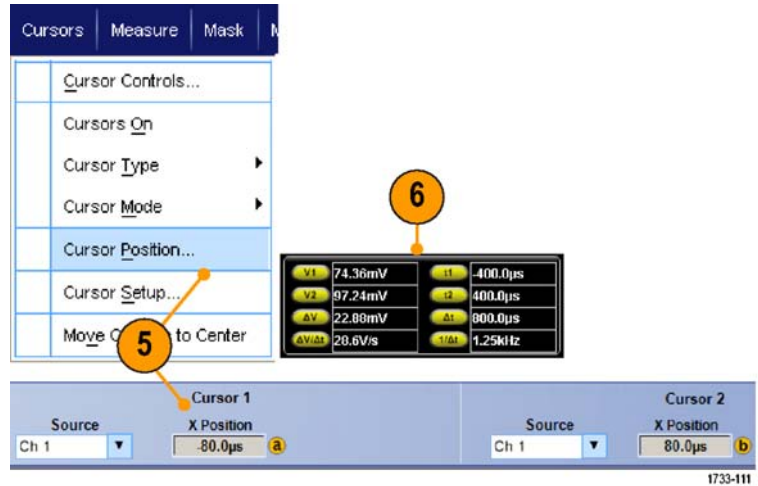 Cursors Measure Mask
Cursor Controls...
Cursors On
Cursor Type
Cursor Mode
Cursor Position...
Cursor Setup...
Move to Center
5
6
V1 74.36mV t1 -400.0µs
V2 97.24mV t2 400.0µs
ΔV 22.88mV Δt 800.0µs
ΔV/Δt 28.6V/s 1/Δt 1.25kHz
Cursor 1 Cursor 2
Source X Position Source X Position
Ch 1 -80.0µs a Ch 1 80.0µs b
1733-111